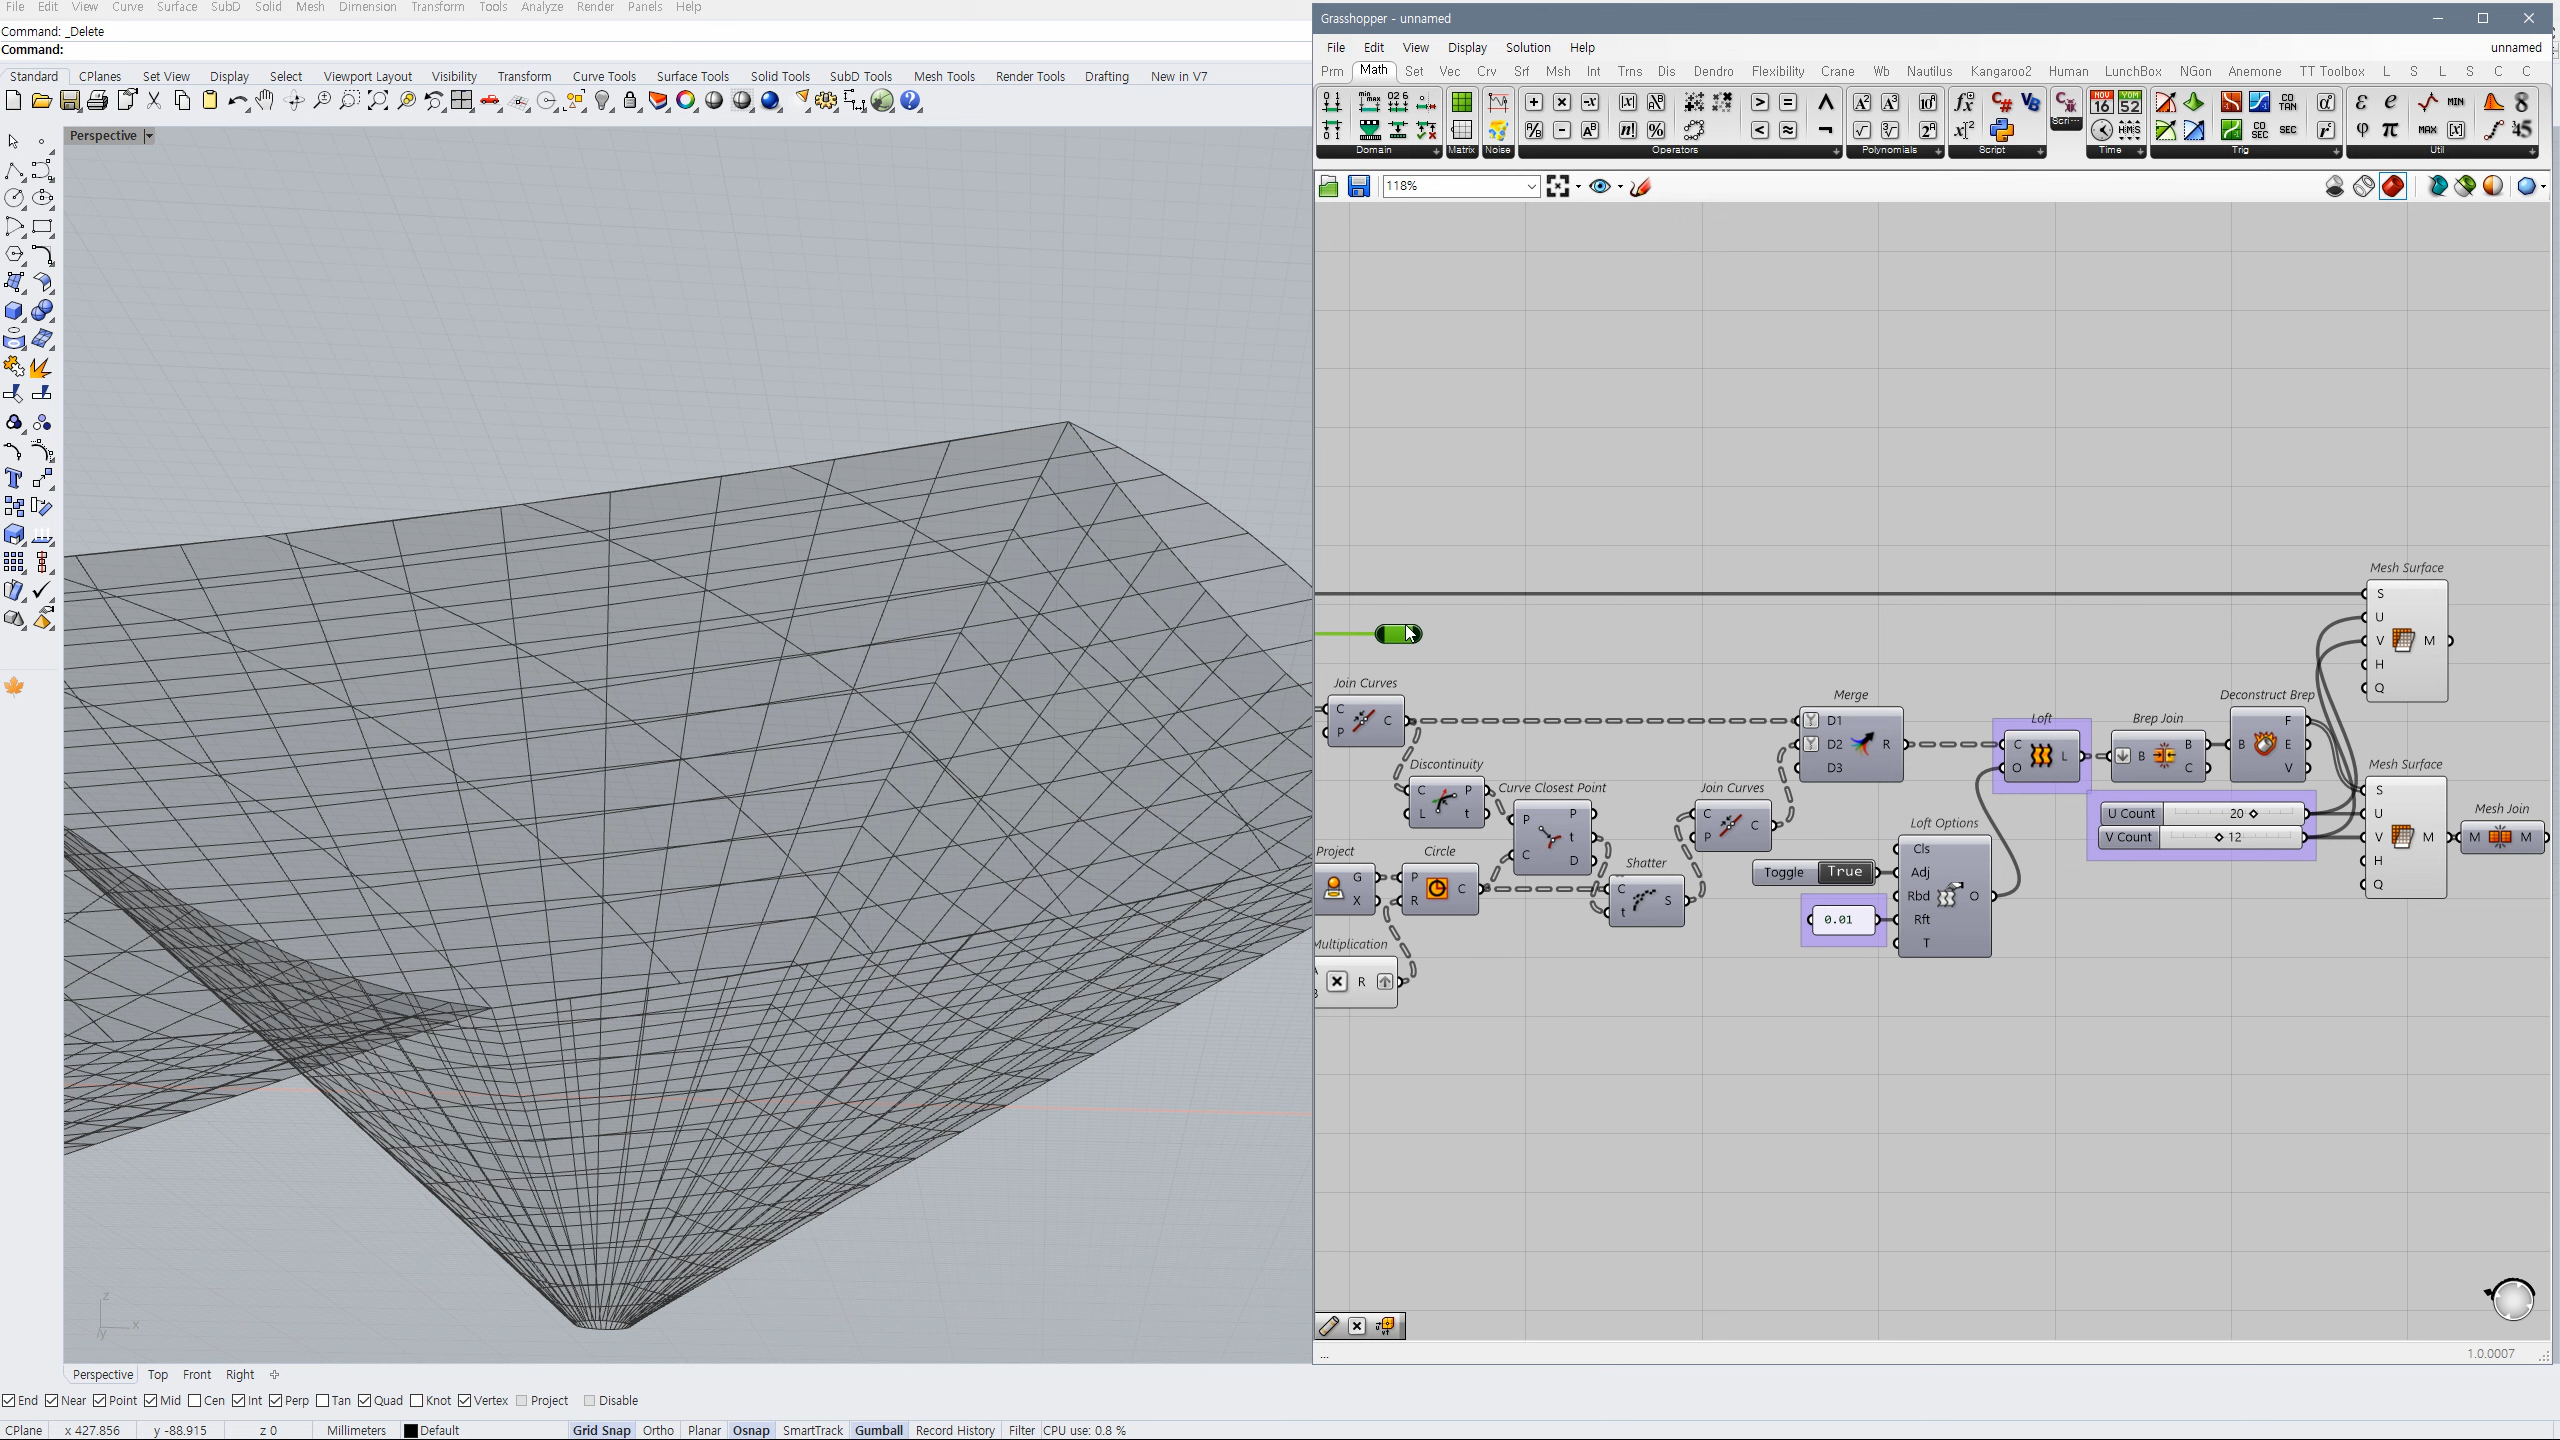 File Edit View Curve Surface SubD Solid Mesh Dimension Transform Tools Analyze Render Panels Help
Command: _Delete
Command:
Standard CPlanes Set View Display Select Viewport Layout Visibility Transform Curve Tools Surface Tools Solid Tools SubD Tools Mesh Tools Render Tools Drafting New in V7
Perspective
z
x
y
Perspective Top Front Right
End Near Point Mid Cen Int Perp Tan Quad Knot Vertex Project Disable
CPlane x 427.856 y -88.915 z 0 Millimeters Default Grid Snap Ortho Planar Osnap SmartTrack Gumball Record History Filter CPU use: 0.8 %
Grasshopper - unnamed
File Edit View Display Solution Help unnamed
Prm Math Set Vec Crv Srf Msh Int Trns Dis Dendro Flexibility Crane Wb Nautilus Kangaroo2 Human LunchBox NGon Anemone TT Toolbox L S L S C C
Domain Matrix Noise Operators Polynomials Script Time Trig Util
118%
Mesh Surface
S
U
V M
H
Q
Join Curves
C C
P
Merge
D1
D2 R
D3
Loft
C L
O
Brep Join
B B
C
Deconstruct Brep
F
B E
V
Discontinuity
C P
L t
Curve Closest Point
P P
t
C D
Join Curves
C C
P
Mesh Surface
S
U
V M
H
Q
U Count 20
V Count 12
Mesh Join
M M
Project
G
X
Circle
P C
R
Shatter
C S
t
Loft Options
Cls
Adj
Rbd O
Rft
T
Toggle True
0.01
Multiplication
R
...
1.0.0007